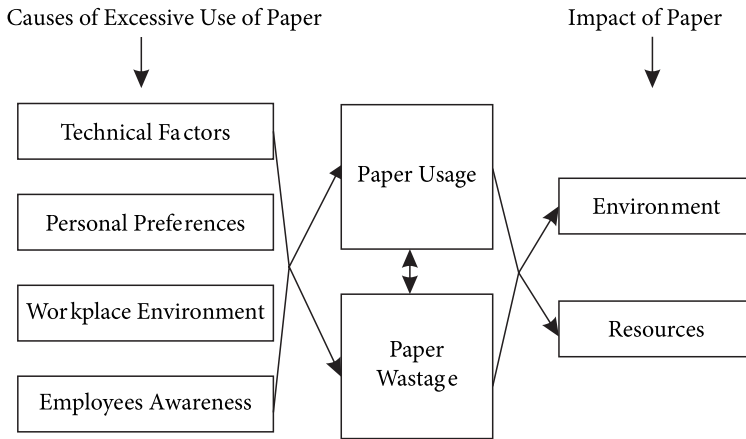 Causes of Excessive Use of Paper
Impact of Paper
Technical Factors
Personal Preferences
Workplace Environment
Employees Awareness
Paper Usage
Paper
Wastage
Environment
Resources